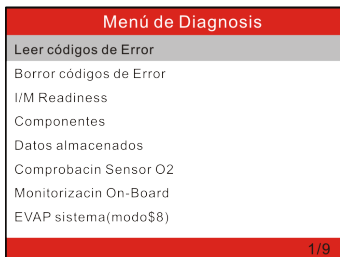 Menú de Diagnosis
Leer códigos de Error
Borror códigos de Error
I/M Readiness
Componentes
Datos almacenados
Comprobacin Sensor O2
Monitorizacin On-Board
EVAP sistema(modo$8)
1/9